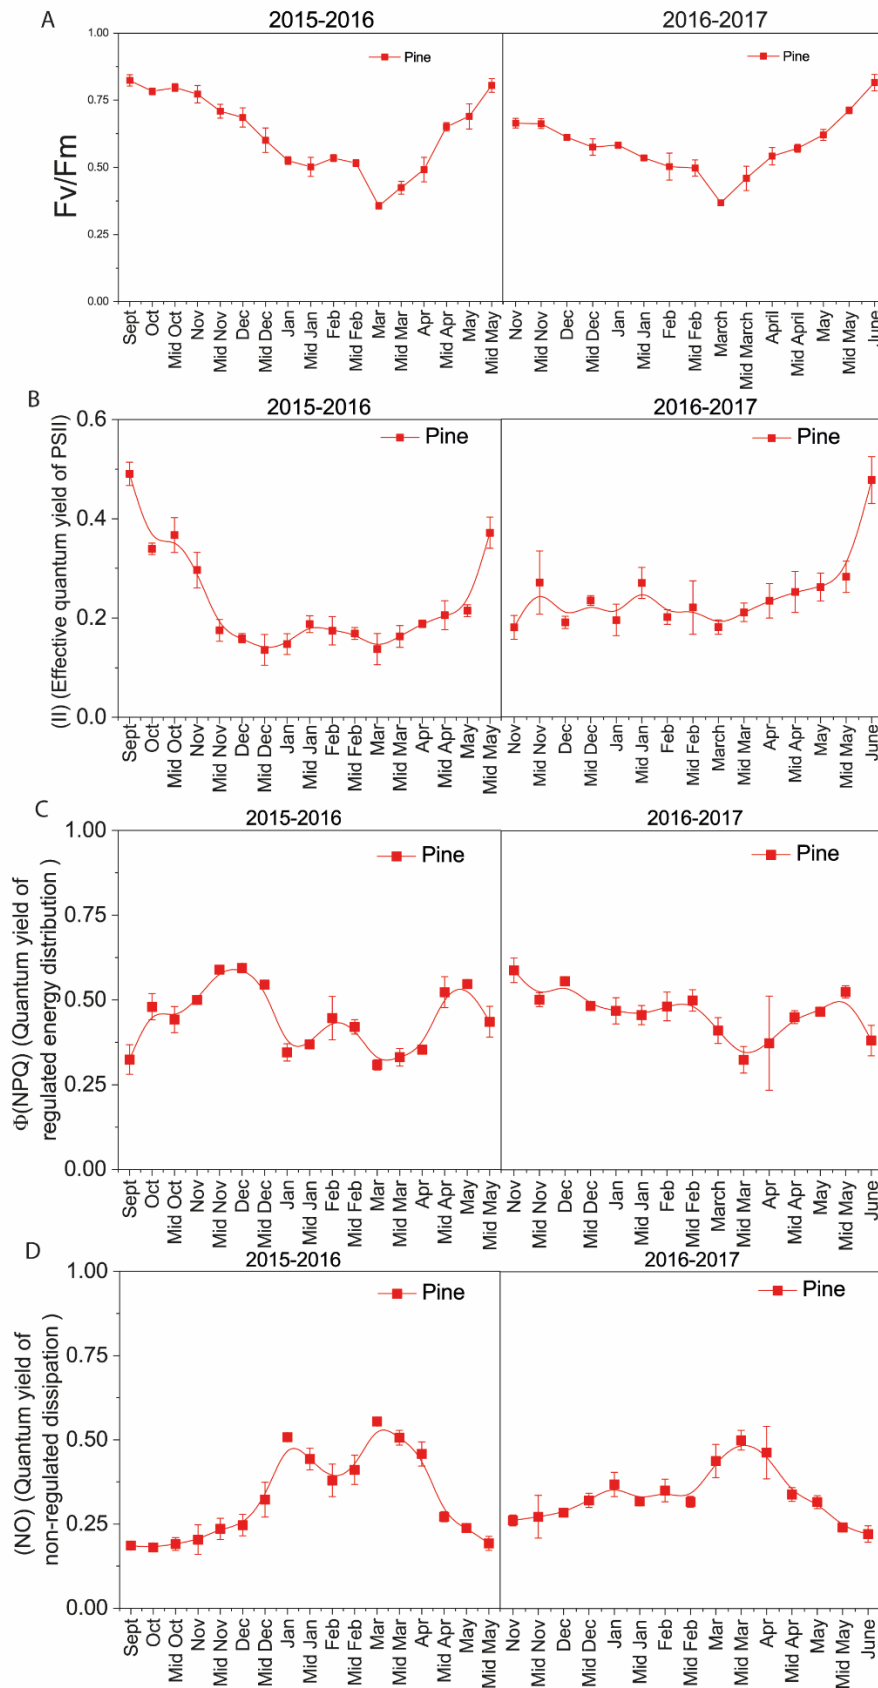 A
2015-2016
2016-2017
Fv/Fm
1.00
0.75
0.50
0.25
0.00
Pine
Pine
Sept
Oct
Mid Oct
Nov
Mid Nov
Dec
Mid Dec
Jan
Mid Jan
Feb
Mid Feb
Mar
Mid Mar
Apr
Mid Apr
May
Mid May
Nov
Mid Nov
Dec
Mid Dec
Jan
Mid Jan
Feb
Mid Feb
March
Mid March
April
Mid April
May
Mid May
June
B
2015-2016
2016-2017
(II) (Effective quantum yield of PSII)
0.6
0.4
0.2
0.0
Pine
Pine
Sept
Oct
Mid Oct
Nov
Mid Nov
Dec
Mid Dec
Jan
Mid Jan
Feb
Mid Feb
Mar
Mid Mar
Apr
Mid Apr
May
Mid May
Nov
Mid Nov
Dec
Mid Dec
Jan
Mid Jan
Feb
Mid Feb
March
Mid Mar
Apr
Mid Apr
May
Mid May
June
C
2015-2016
2016-2017
Φ(NPQ) (Quantum yield of
regulated energy distribution )
1.00
0.75
0.50
0.25
0.00
Pine
Pine
Sept
Oct
Mid Oct
Nov
Mid Nov
Dec
Mid Dec
Jan
Mid Jan
Feb
Mid Feb
Mar
Mid Mar
Apr
Mid Apr
May
Mid May
Nov
Mid Nov
Dec
Mid Dec
Jan
Mid Jan
Feb
Mid Feb
March
Mid Mar
Apr
Mid Apr
May
Mid May
June
D
2015-2016
2016-2017
(NO) (Quantum yield of
non-regulated dissipation )
1.00
0.75
0.50
0.25
0.00
Pine
Pine
Sept
Oct
Mid Oct
Nov
Mid Nov
Dec
Mid Dec
Jan
Mid Jan
Feb
Mid Feb
Mar
Mid Mar
Apr
Mid Apr
May
Mid May
Nov
Mid Nov
Dec
Mid Dec
Jan
Mid Jan
Feb
Mid Feb
Mar
Mid Mar
Apr
Mid Apr
May
Mid May
June